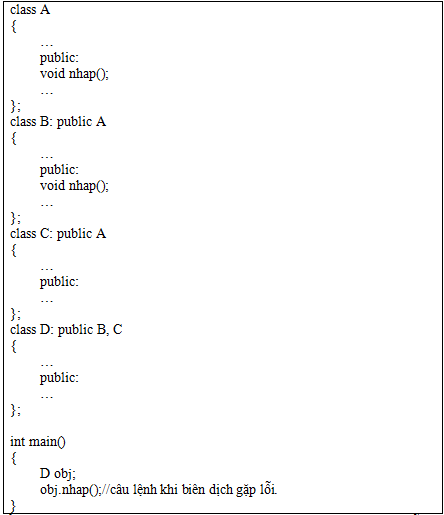 class A
{
…
public:
void nhap();
…
};
class B: public A
{
…
public:
void nhap();
…
};
class C: public A
{
…
public:
…
};
class D: public B, C
{
…
public:
…
};
int main()
{
D obj;
obj.nhap();//câu lệnh khi biên dịch gặp lỗi.
}